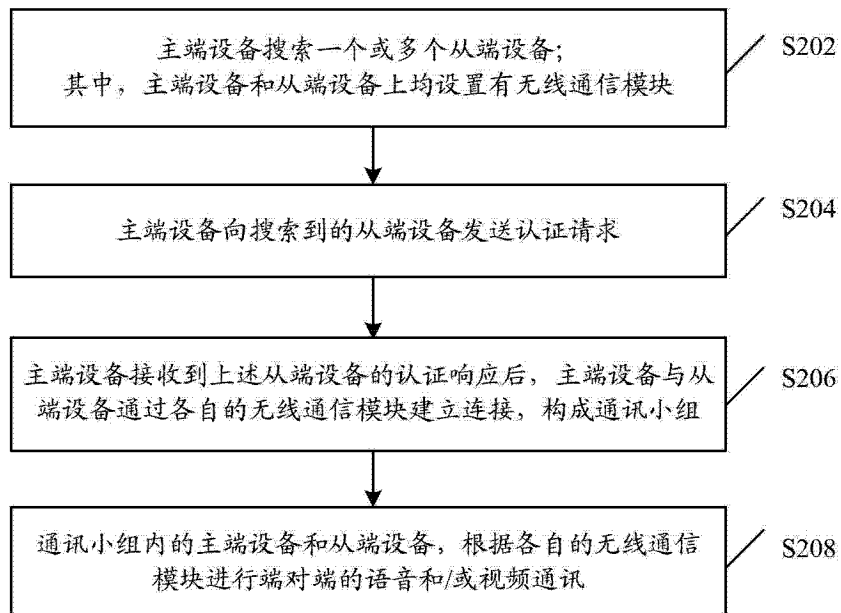 主端设备搜索一个或多个从端设备;
其中，主端设备和从端设备上均设置有无线通信模块
S202
主端设备向搜索到的从端设备发送认证请求
S204
主端设备接收到上述从端设备的认证响应后，主端设备与从
端设备通过各自的无线通信模块建立连接，构成通讯小组
S206
通讯小组内的主端设备和从端设备，根据各自的无线通信
模块进行端对端的语音和/或视频通讯
S208